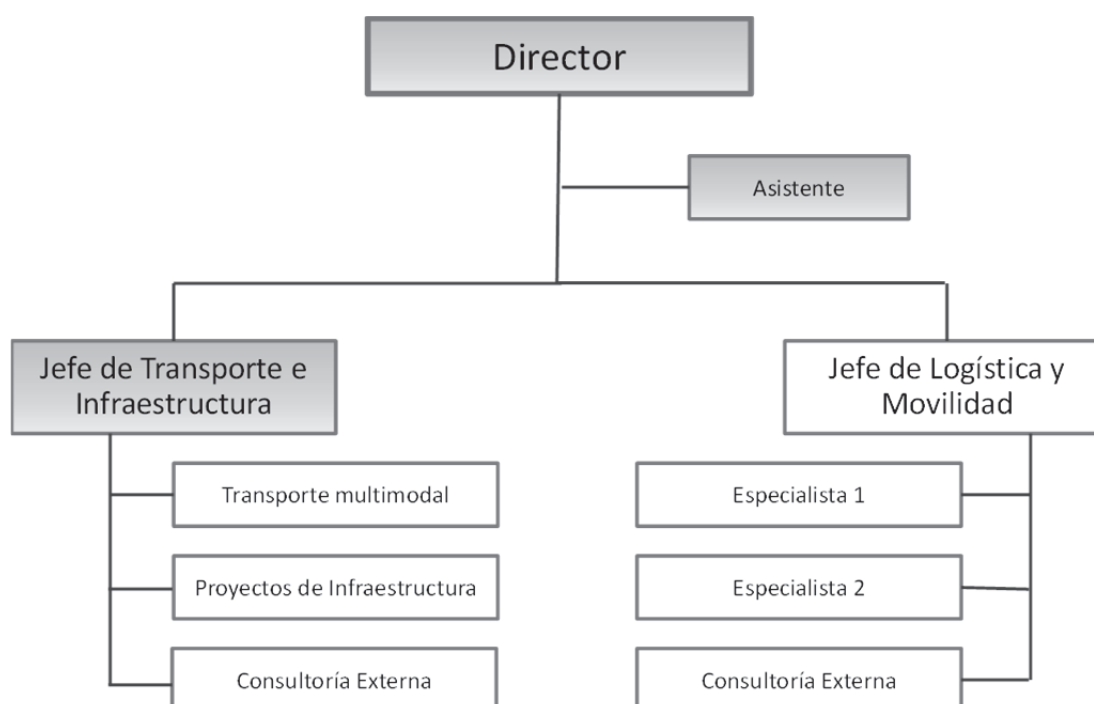 Director
Asistente
Jefe de Transporte e
Infraestructura
Jefe de Logística y
Movilidad
Transporte multimodal
Especialista 1
Proyectos de Infraestructura
Especialista 2
Consultoría Externa
Consultoría Externa